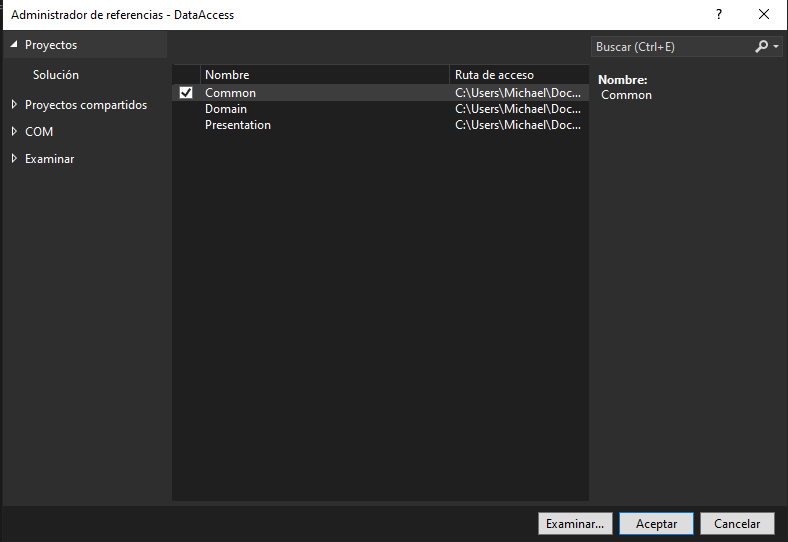 Administrador de referencias - DataAccess
?
Proyectos
Buscar (Ctrl+E)
Solución
Nombre Ruta de acceso
Nombre:
Common C:\Users\Michael\Doc...
Common
Proyectos compartidos
Domain C:\Users\Michael\Doc...
COM
Presentation C:\Users\Michael\Doc...
Examinar
Examinar... Aceptar Cancelar